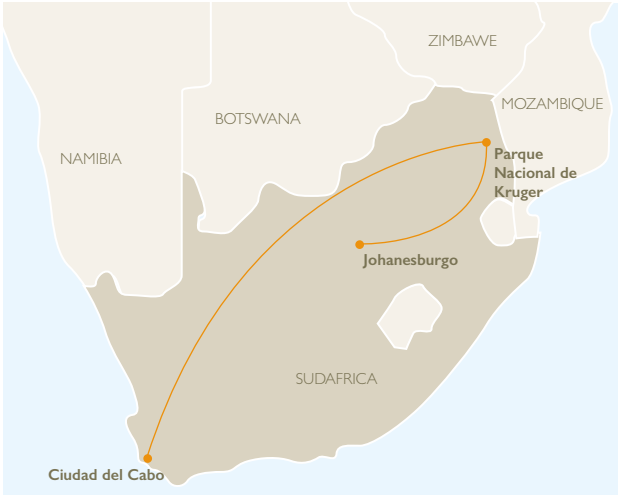 ZIMBAWE
MOZAMBIQUE
BOTSWANA
NAMIBIA
Parque
Nacional de
Kruger
Johanesburgo
SUDAFRICA
Ciudad del Cabo